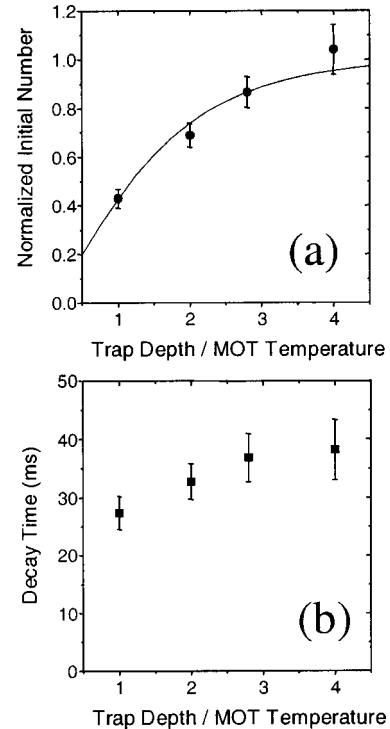 1.2
1.0
0.8
0.6
0.4
0.2
0.0
Normalized Initial Number
(a)
1 2 3 4
Trap Depth / MOT Temperature
50
40
30
20
10
0
Decay Time (ms)
(b)
1 2 3 4
Trap Depth / MOT Temperature